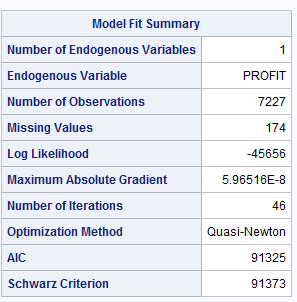 Model Fit Summary
Number of Endogenous Variables 1
Endogenous Variable PROFIT
Number of Observations 7227
Missing Values 174
Log Likelihood -45656
Maximum Absolute Gradient 5.96516E-8
Number of Iterations 46
Optimization Method Quasi-Newton
AIC 91325
Schwarz Criterion 91373